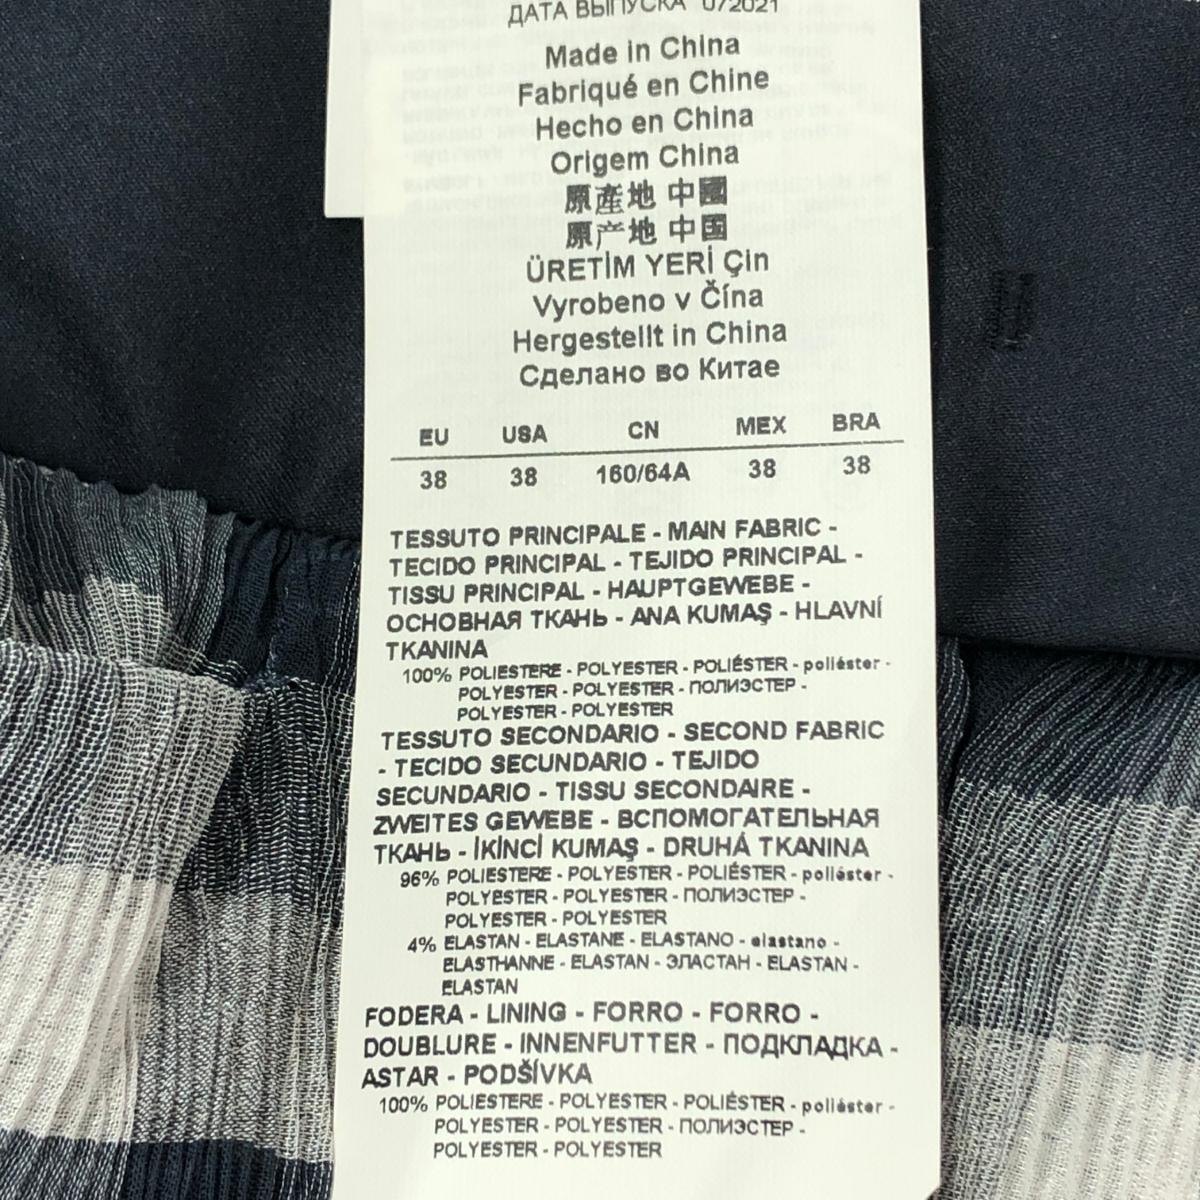 ДАТА ВЫПУСКА 072021
Made in China
Fabriqué en Chine
Hecho en China
Origem China
原產地 中國
原产地 中国
ÜRETİM YERİ Çin
Vyrobeno v Čína
Hergestellt in China
Сделано во Китае
EU USA CN MEX BRA
38 38 160/64A 38 38
TESSUTO PRINCIPALE - MAIN FABRIC -
TECIDO PRINCIPAL - TEJIDO PRINCIPAL -
TISSU PRINCIPAL - HAUPTGEWEBE -
ОСНОВНАЯ ТКАНЬ - ANA KUMAŞ - HLAVNÍ
TKANINA
100% POLIESTERE - POLYESTER - POLIÉSTER - poliéster -
POLYESTER - POLYESTER - ПОЛИЭСТЕР -
POLYESTER - POLYESTER
TESSUTO SECONDARIO - SECOND FABRIC
- TECIDO SECUNDARIO - TEJIDO
SECUNDARIO - TISSU SECONDAIRE -
ZWEITES GEWEBE - ВСПОМОГАТЕЛЬНАЯ
ТКАНЬ - İKİNCİ KUMAŞ - DRUHÁ TKANINA
96% POLIESTERE - POLYESTER - POLIÉSTER - poliéster -
POLYESTER - POLYESTER - ПОЛИЭСТЕР -
POLYESTER - POLYESTER
4% ELASTAN - ELASTANE - ELASTANO - elastano -
ELASTHANNE - ELASTAN - ЭЛАСТАН - ELASTAN -
ELASTAN
FODERA - LINING - FORRO - FORRO -
DOUBLURE - INNENFUTTER - ПОДКЛАДКА -
ASTAR - PODŠÍVKA
100% POLIESTERE - POLYESTER - POLIÉSTER - poliéster -
POLYESTER - POLYESTER - ПОЛИЭСТЕР -
POLYESTER - POLYESTER